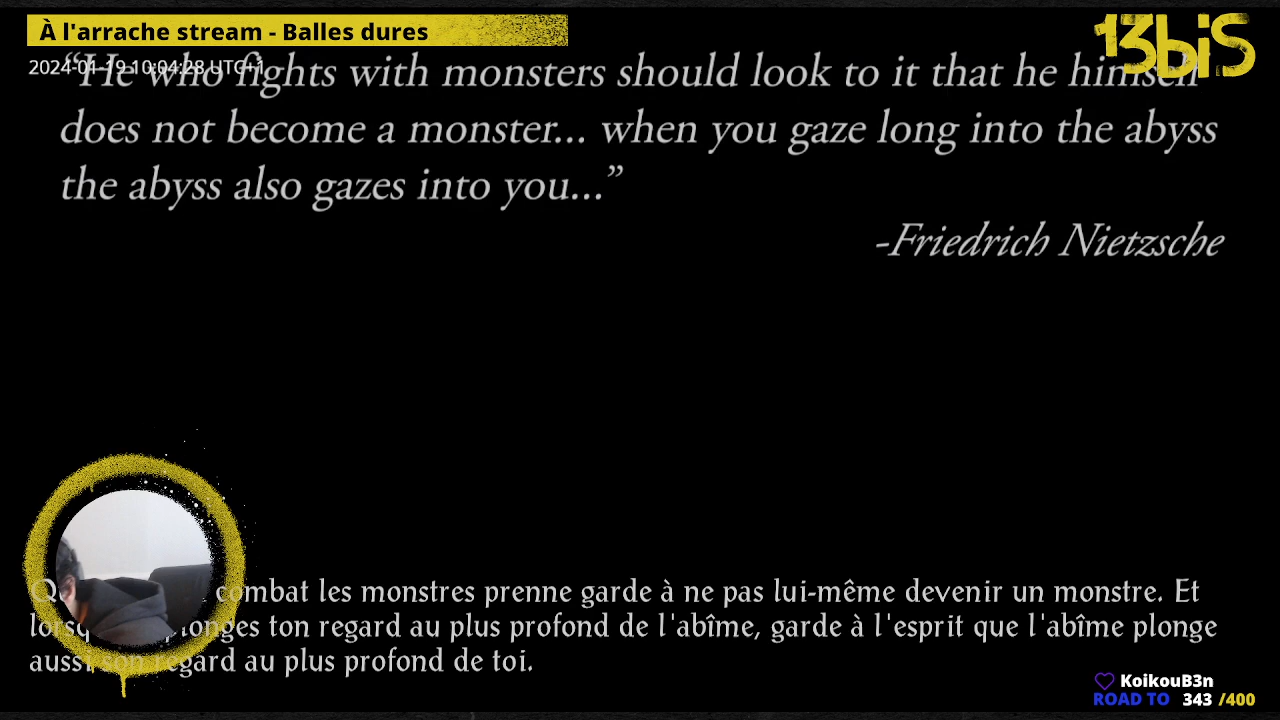 À l'arrache stream - Balles dures
13biS
2024-01-19 10:04:28 UTC+1
“He who fights with monsters should look to it that he himself
does not become a monster... when you gaze long into the abyss
the abyss also gazes into you...”
-Friedrich Nietzsche
combat les monstres prenne garde à ne pas lui-même devenir un monstre. Et
ton regard au plus profond de l'abîme, garde à l'esprit que l'abîme plonge
aussi son regard au plus profond de toi.
KoikouB3n
ROAD TO 343 /400